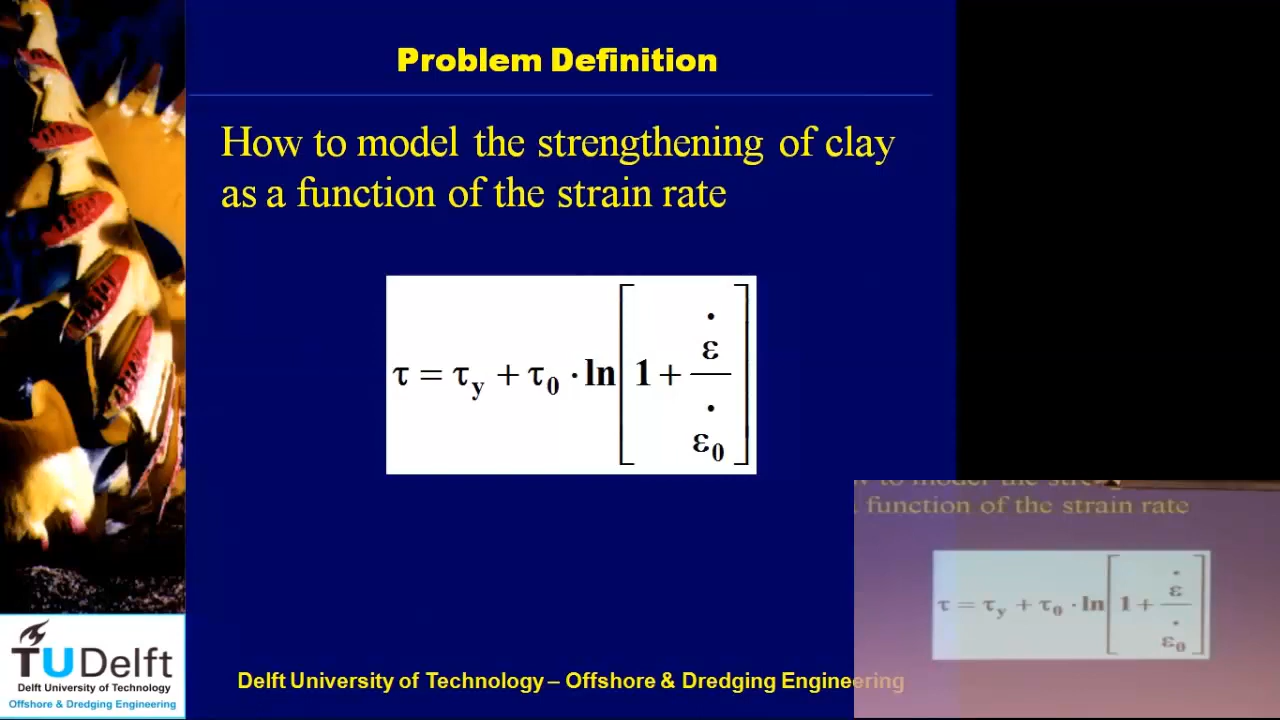 Problem Definition
How to model the strengthening of clay
as a function of the strain rate
τ = τy + τ0 · ln[1 + ε̇ / ε̇0]
function of the strain rate
τ = τy + τ0 · ln[1 + ε̇ / ε̇0]
TUDelft
Delft University of Technology
Offshore & Dredging Engineering
Delft University of Technology – Offshore & Dredging Engineering